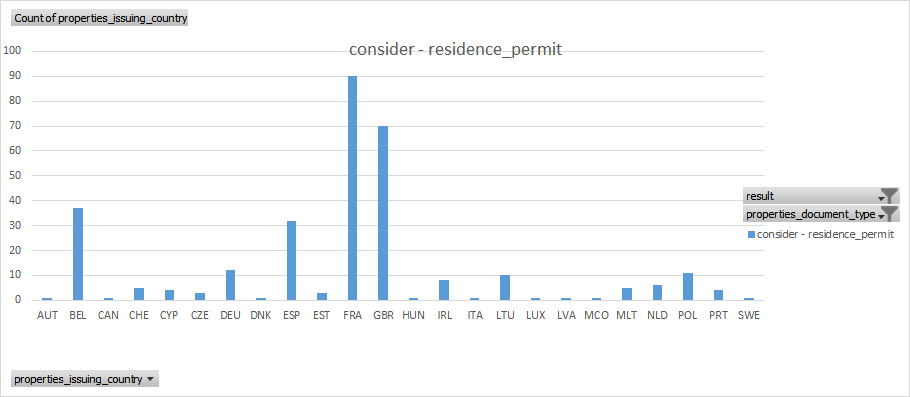 Count of properties_issuing_country
consider - residence_permit
100
90
80
70
60
50
40
30
20
10
0
AUT BEL CAN CHE CYP CZE DEU DNK ESP EST FRA GBR HUN IRL ITA LTU LUX LVA MCO MLT NLD POL PRT SWE
result
properties_document_type
consider - residence_permit
properties_issuing_country